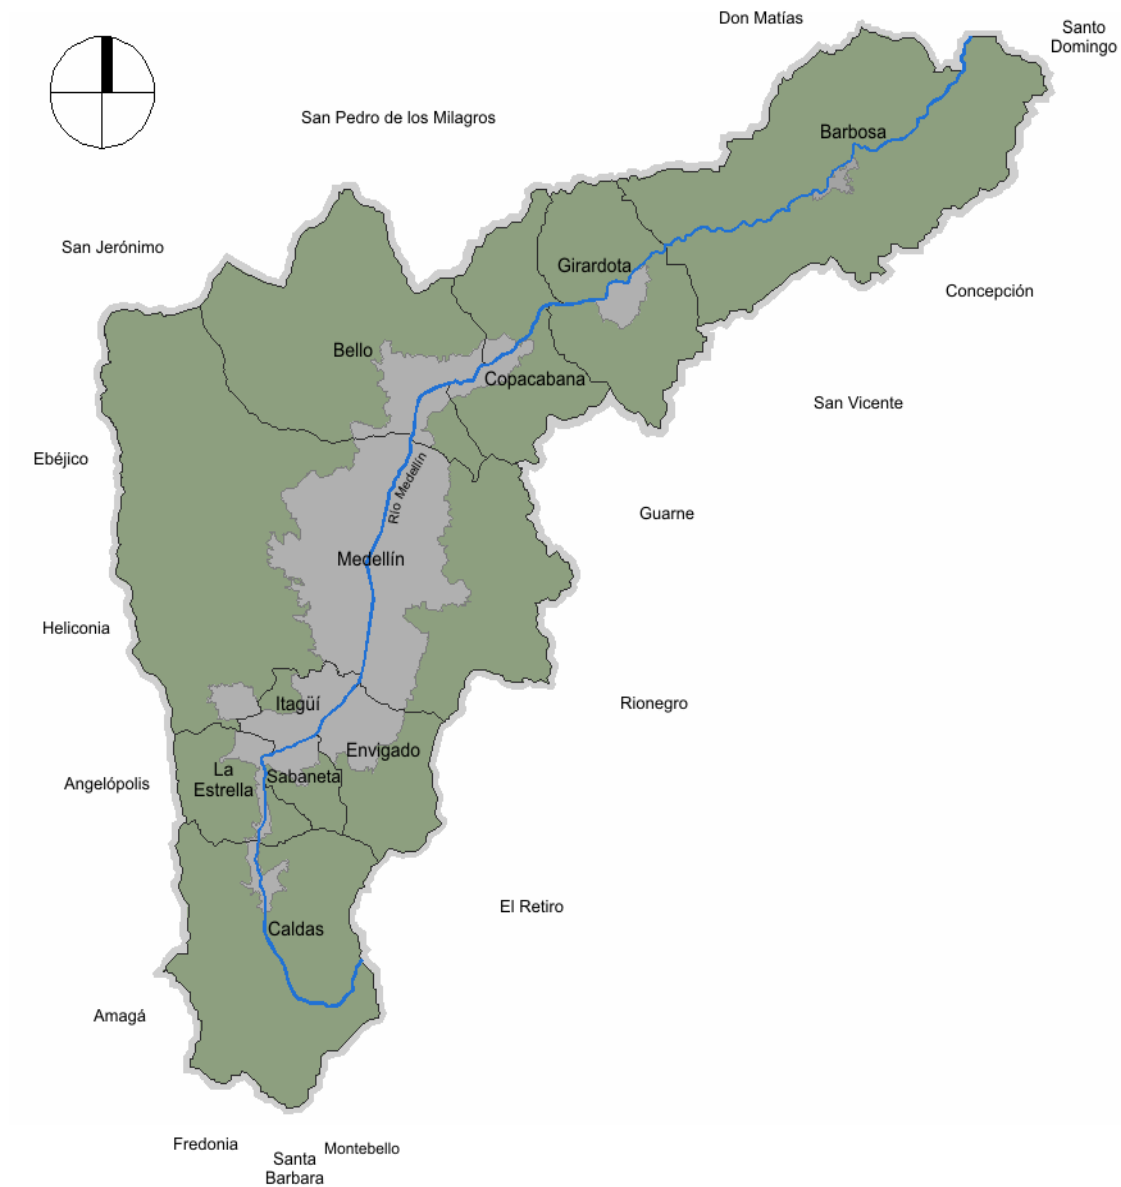 Don Matías
Santo
Domingo
San Pedro de los Milagros
Barbosa
San Jerónimo
Girardota
Concepción
Bello
Copacabana
San Vicente
Ebéjico
Río Medellín
Guarne
Medellín
Heliconia
Itagüí
Rionegro
Envigado
La
Estrella
Sabaneta
Angelópolis
El Retiro
Caldas
Amagá
Fredonia
Santa
Barbara
Montebello